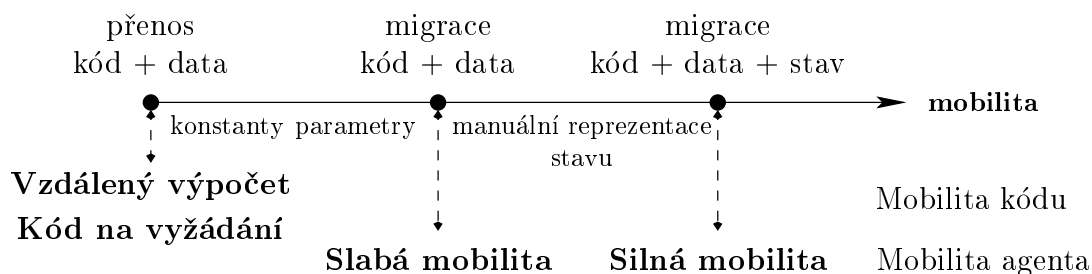 přenos
kód + data
migrace
kód + data
migrace
kód + data + stav
mobilita
konstanty parametry
manuální reprezentace
stavu
Vzdálený výpočet
Kód na vyžádání
Mobilita kódu
Slabá mobilita
Silná mobilita
Mobilita agenta